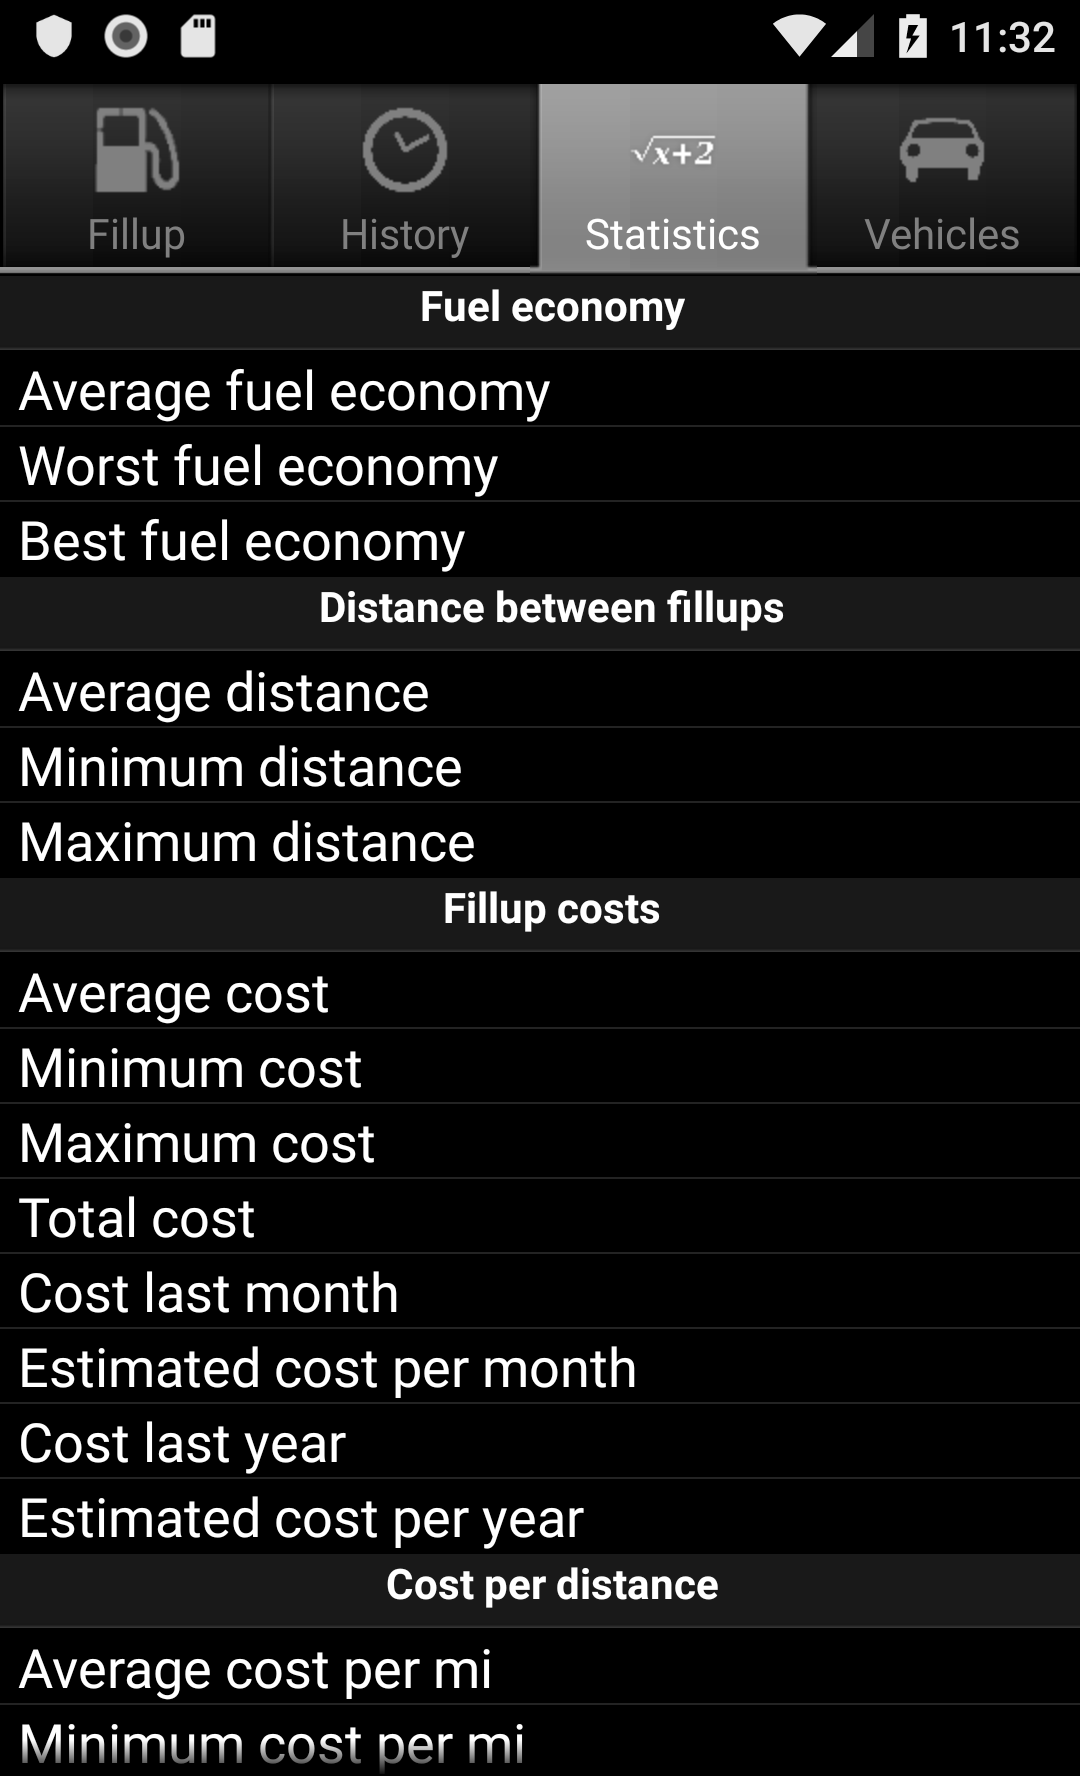 11:32
√x+2
Fillup
History
Statistics
Vehicles
Fuel economy
Average fuel economy
Worst fuel economy
Best fuel economy
Distance between fillups
Average distance
Minimum distance
Maximum distance
Fillup costs
Average cost
Minimum cost
Maximum cost
Total cost
Cost last month
Estimated cost per month
Cost last year
Estimated cost per year
Cost per distance
Average cost per mi
Minimum cost per mi